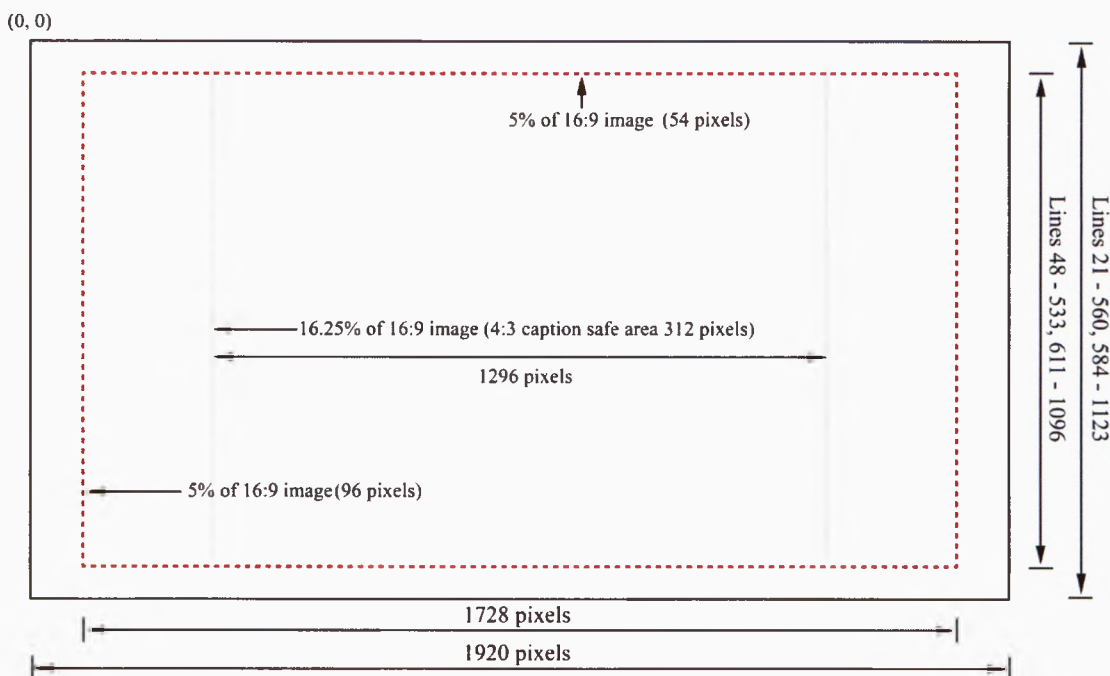 (0, 0)
5% of 16:9 image (54 pixels)
16.25% of 16:9 image (4:3 caption safe area 312 pixels)
1296 pixels
5% of 16:9 image (96 pixels)
Lines 48 - 533, 611 - 1096
Lines 21 - 560, 584 - 1123
1728 pixels
1920 pixels